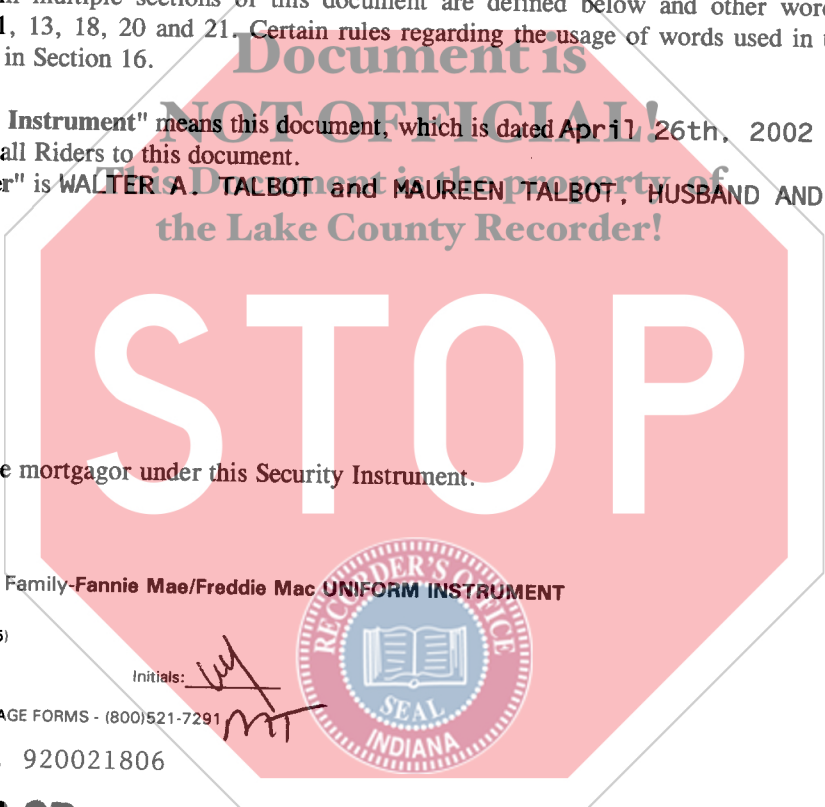 multiple sections of this document are defined below and other wor
, 13, 18, 20 and 21. Certain rules regarding the usage of words used in
in Section 16.
Document is
NOT OFFICIAL!
Instrument" means this document, which is dated April 26th, 2002
all Riders to this document.
This Document is the property of
er" is WALTER A. TALBOT and MAUREEN TALBOT, HUSBAND AND
the Lake County Recorder!
STOP
e mortgagor under this Security Instrument.
Family-Fannie Mae/Freddie Mac UNIFORM INSTRUMENT
RECORDER'S OFFICE
SEAL
INDIANA
Initials:
MT
AGE FORMS - (800)521-7291
920021806